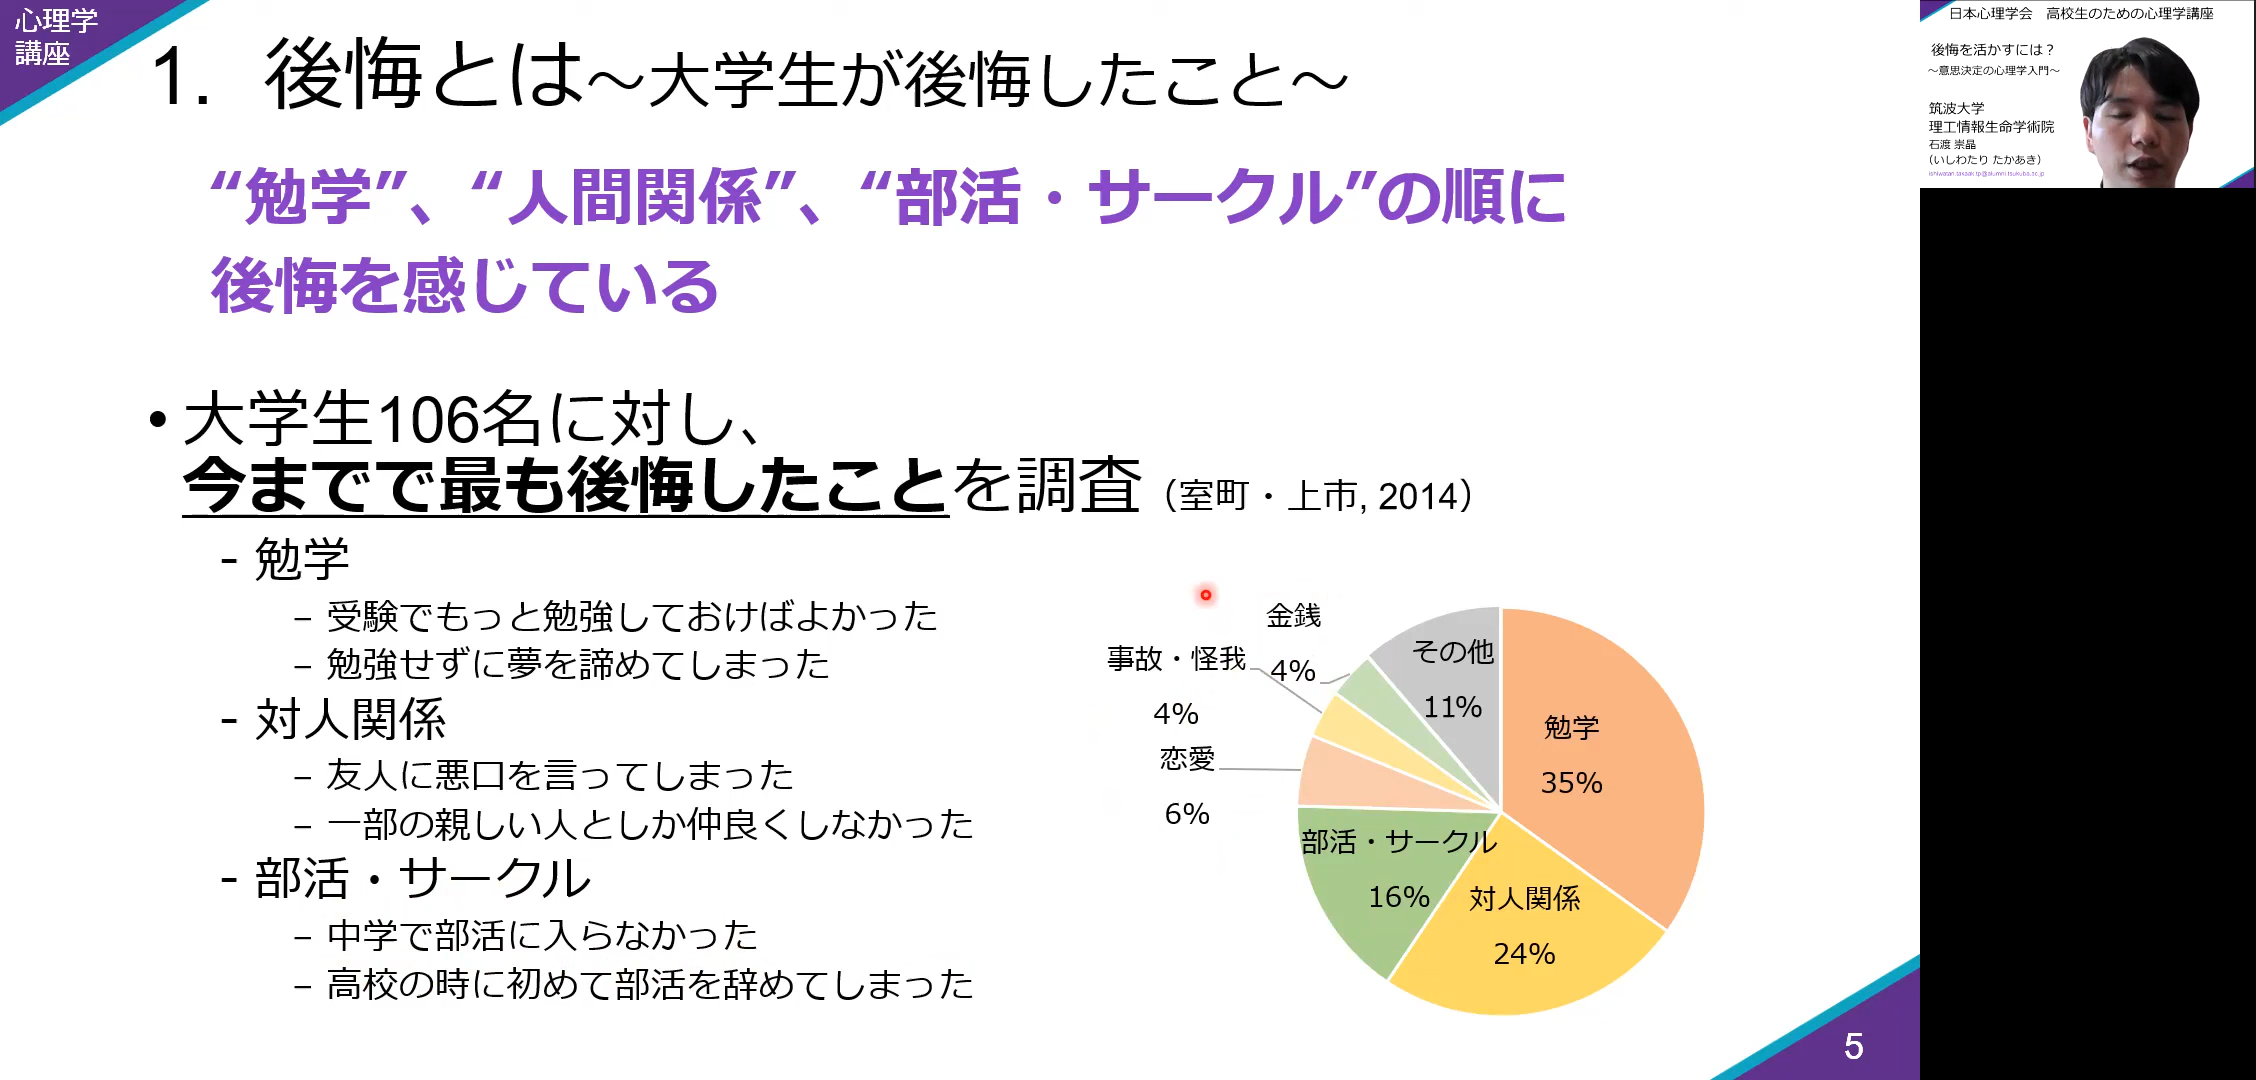 心理学
講座
1. 後悔とは～大学生が後悔したこと～
“勉学”、“人間関係”、“部活・サークル”の順に
後悔を感じている
• 大学生106名に対し、
今までで最も後悔したことを調査（室町・上市, 2014）
- 勉学
– 受験でもっと勉強しておけばよかった
– 勉強せずに夢を諦めてしまった
- 対人関係
– 友人に悪口を言ってしまった
– 一部の親しい人としか仲良くしなかった
- 部活・サークル
– 中学で部活に入らなかった
– 高校の時に初めて部活を辞めてしまった
金銭
4%
事故・怪我
4%
恋愛
6%
その他
11%
勉学
35%
部活・サークル
16%
対人関係
24%
5
日本心理学会 高校生のための心理学講座
後悔を活かすには？
～意思決定の心理学入門～
筑波大学
理工情報生命学術院
石渡 崇晶
（いしわたり たかあき）